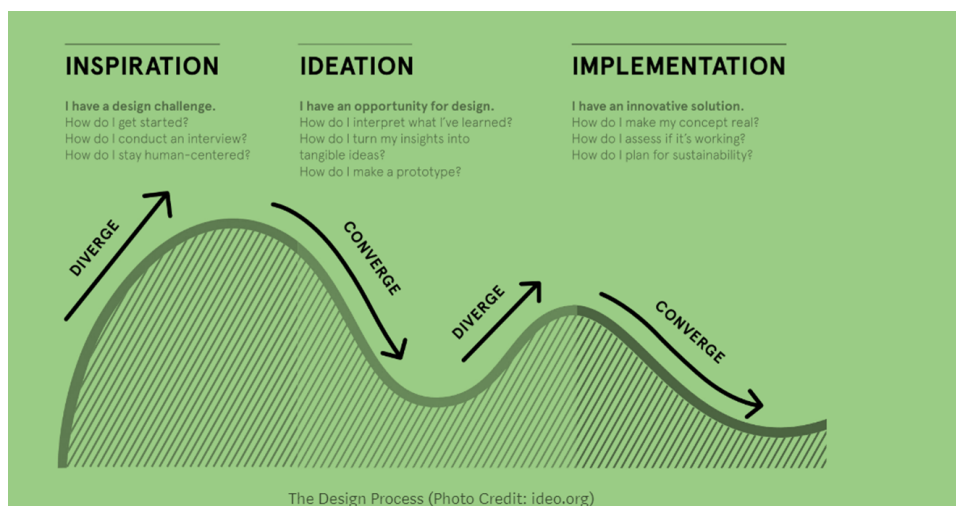 INSPIRATION
I have a design challenge.
How do I get started?
How do I conduct an interview?
How do I stay human-centered?
IDEATION
I have an opportunity for design.
How do I interpret what I've learned?
How do I turn my insights into
tangible ideas?
How do I make a prototype?
IMPLEMENTATION
I have an innovative solution.
How do I make my concept real?
How do I assess if it's working?
How do I plan for sustainability?
DIVERGE
CONVERGE
DIVERGE
CONVERGE
The Design Process (Photo Credit: ideo.org)